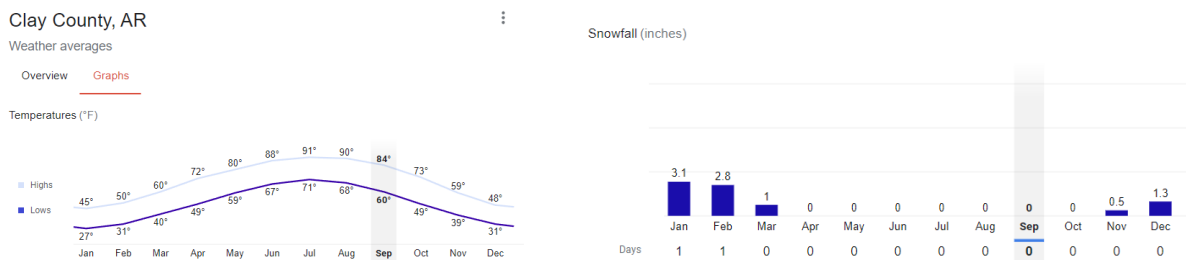 Clay County, AR
Weather averages
Overview Graphs
Temperatures (°F)
Highs
Lows
45° 50° 60° 72° 80° 88° 91° 90° 84° 73° 59° 48°
27° 31° 40° 49° 59° 67° 71° 68° 60° 49° 39° 31°
Jan Feb Mar Apr May Jun Jul Aug Sep Oct Nov Dec
Snowfall (inches)
3.1 2.8 1 0 0 0 0 0 0 0 0.5 1.3
Jan Feb Mar Apr May Jun Jul Aug Sep Oct Nov Dec
Days 1 1 0 0 0 0 0 0 0 0 0 0